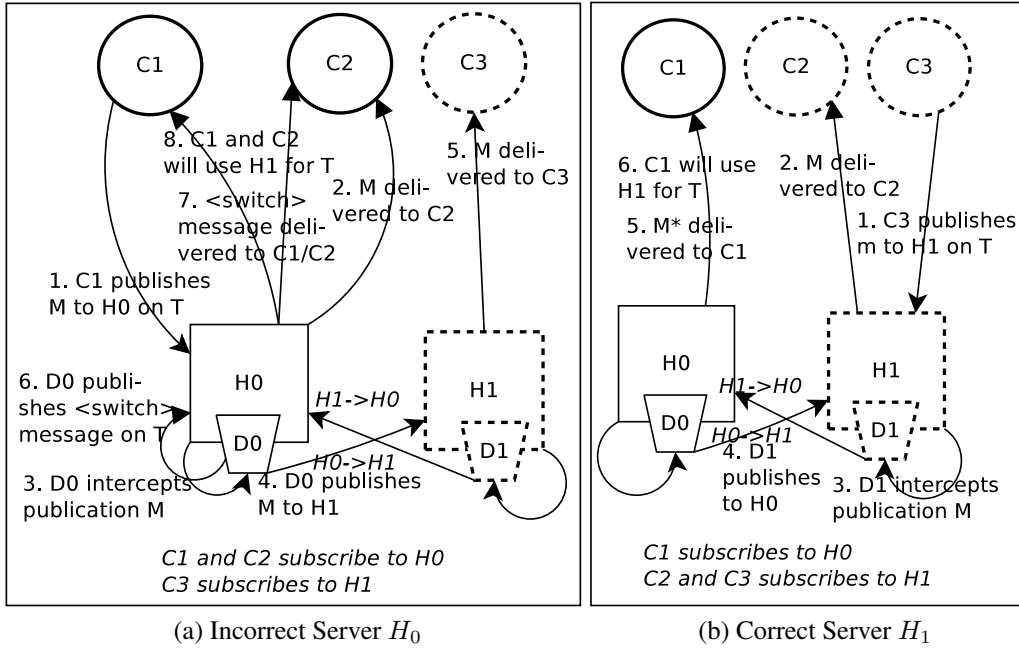 C1
C2
C3
8. C1 and C2
will use H1 for T
7. <switch>
message deli-
vered to C1/C2
2. M deli-
vered to C2
5. M deli-
vered to C3
1. C1 publishes
M to H0 on T
H0
H1
6. D0 publi-
shes <switch>
message on T
H1->H0
D0
D1
H0->H1
3. D0 intercepts
publication M
4. D0 publishes
M to H1
C1 and C2 subscribe to H0
C3 subscribes to H1
(a) Incorrect Server H₀
C1
C2
C3
6. C1 will use
H1 for T
5. M* deli-
vered to C1
2. M deli-
vered to C2
1. C3 publishes
m to H1 on T
H0
H1
H1->H0
D0
D1
H0->H1
4. D1
publishes
to H0
3. D1 intercepts
publication M
C1 subscribes to H0
C2 and C3 subscribes to H1
(b) Correct Server H₁